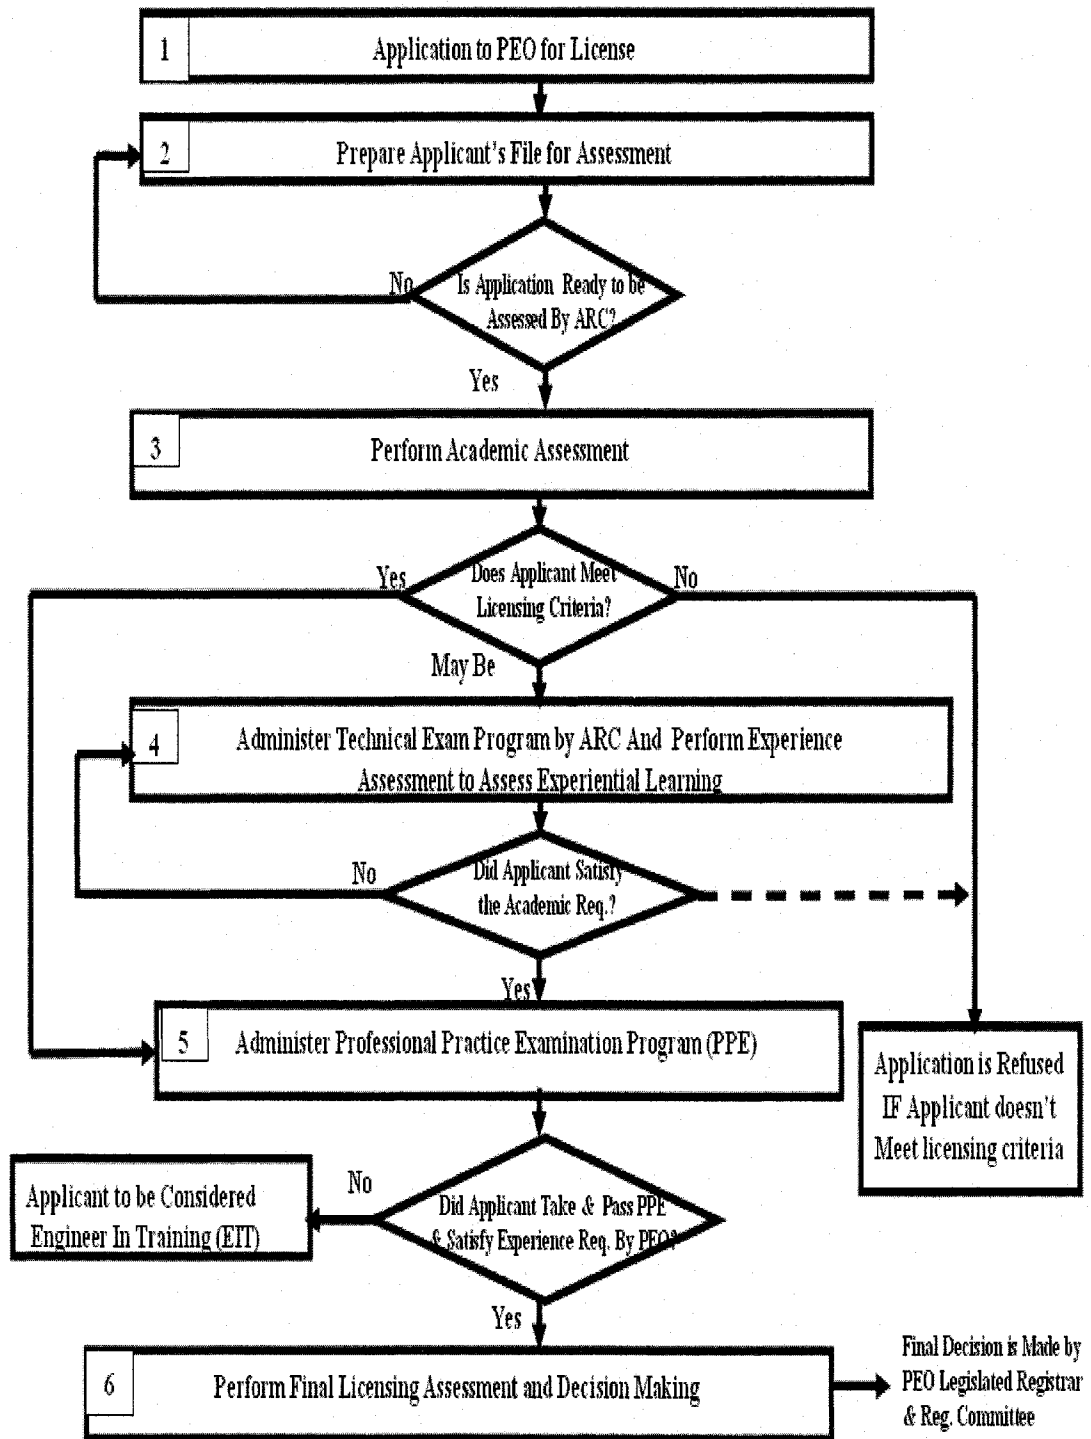 1
Application to PEO for License
2
Prepare Applicant's File for Assessment
No
Is Application Ready to be
Assessed By ARC?
Yes
3
Perform Academic Assessment
Yes
Does Applicant Meet
Licensing Criteria?
No
May Be
4
Administer Technical Exam Program by ARC And Perform Experience
Assessment to Assess Experiential Learning
No
Did Applicant Satisfy
the Academic Req.?
Yes
5
Administer Professional Practice Examination Program (PPE)
Application is Refused
IF Applicant doesn't
Meet licensing criteria
Applicant to be Considered
Engineer In Training (EIT)
No
Did Applicant Take & Pass PPE
& Satisfy Experience Req. By PEO?
Yes
6
Perform Final Licensing Assessment and Decision Making
Final Decision is Made by
PEO Legislated Registrar
& Reg. Committee